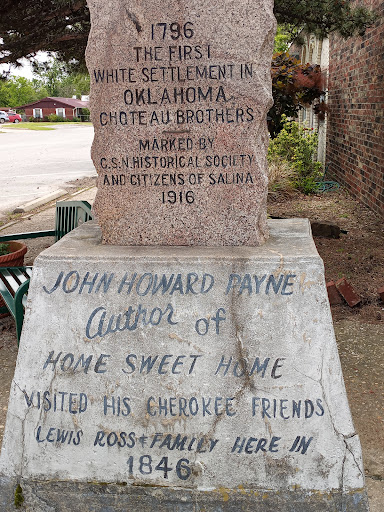 1796
THE FIRST
WHITE SETTLEMENT IN
OKLAHOMA
CHOTEAU BROTHERS
MARKED BY
C.S.N. HISTORICAL SOCIETY
AND CITIZENS OF SALINA
1916
JOHN HOWARD PAYNE
Author of
HOME SWEET HOME
VISITED HIS CHEROKEE FRIENDS
LEWIS ROSS & FAMILY HERE IN
1846